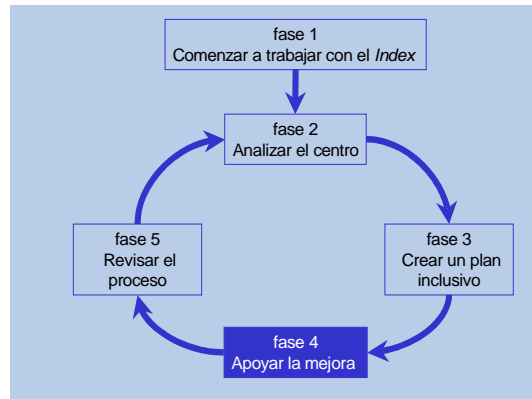 fase 1
Comenzar a trabajar con el Index
fase 2
Analizar el centro
fase 5
Revisar el
proceso
fase 3
Crear un plan
inclusivo
fase 4
Apoyar la mejora